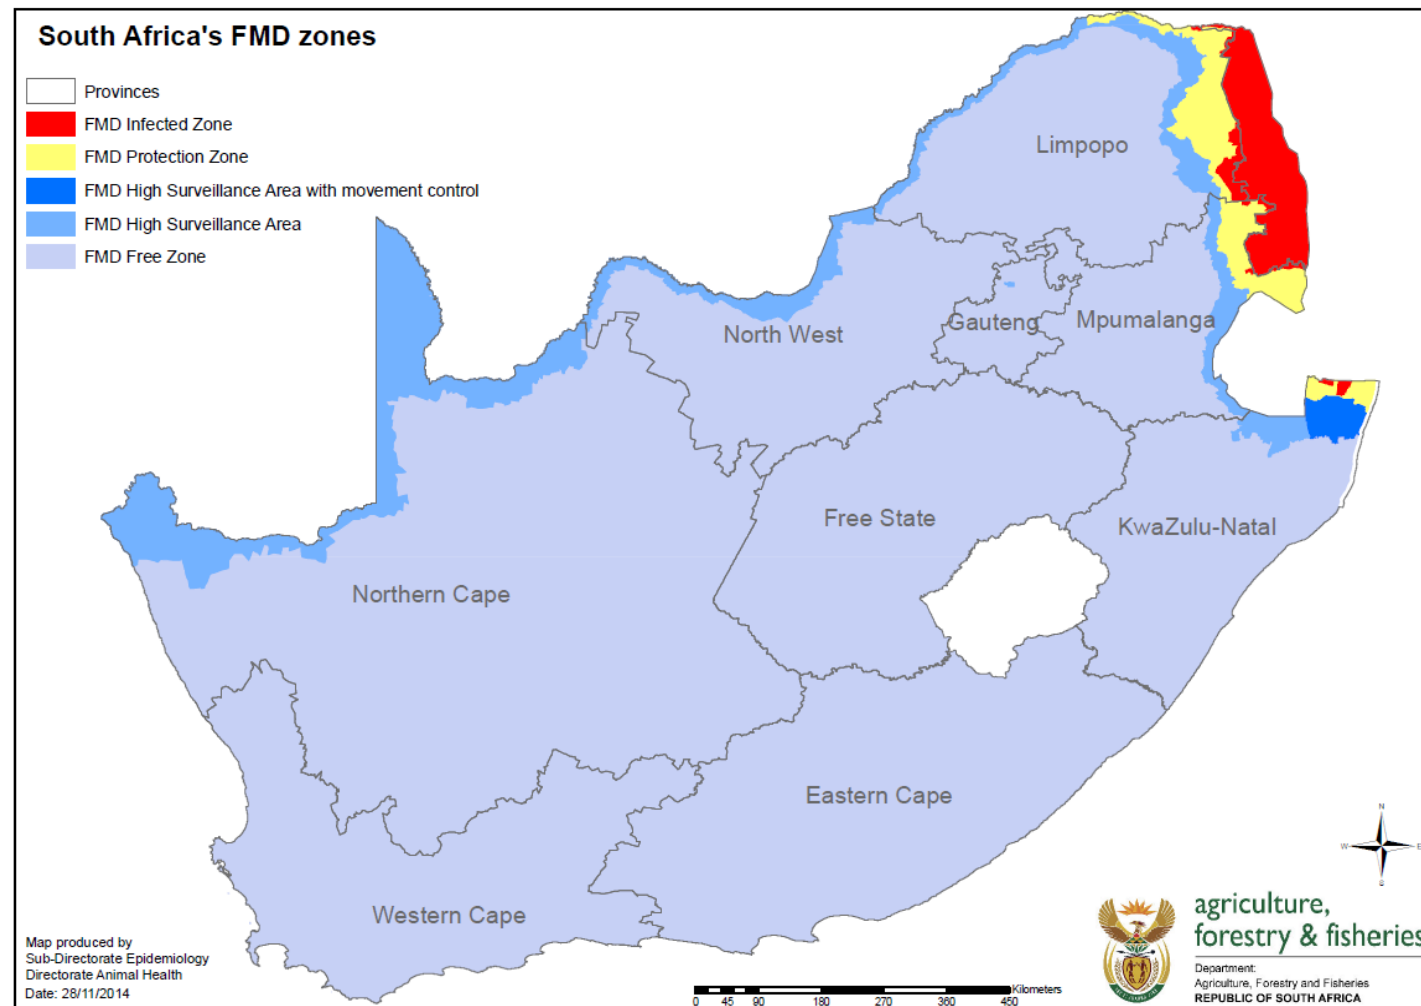 South Africa's FMD zones
Provinces
FMD Infected Zone
FMD Protection Zone
FMD High Surveillance Area with movement control
FMD High Surveillance Area
FMD Free Zone
Limpopo
North West
Gauteng
Mpumalanga
Free State
KwaZulu-Natal
Northern Cape
Eastern Cape
Western Cape
N
W
E
S
Map produced by
Sub-Directorate Epidemiology
Directorate Animal Health
Date: 28/11/2014
Kilometers
0 45 90 180 270 360 450
agriculture,
forestry & fisheries
Department:
Agriculture, Forestry and Fisheries
REPUBLIC OF SOUTH AFRICA